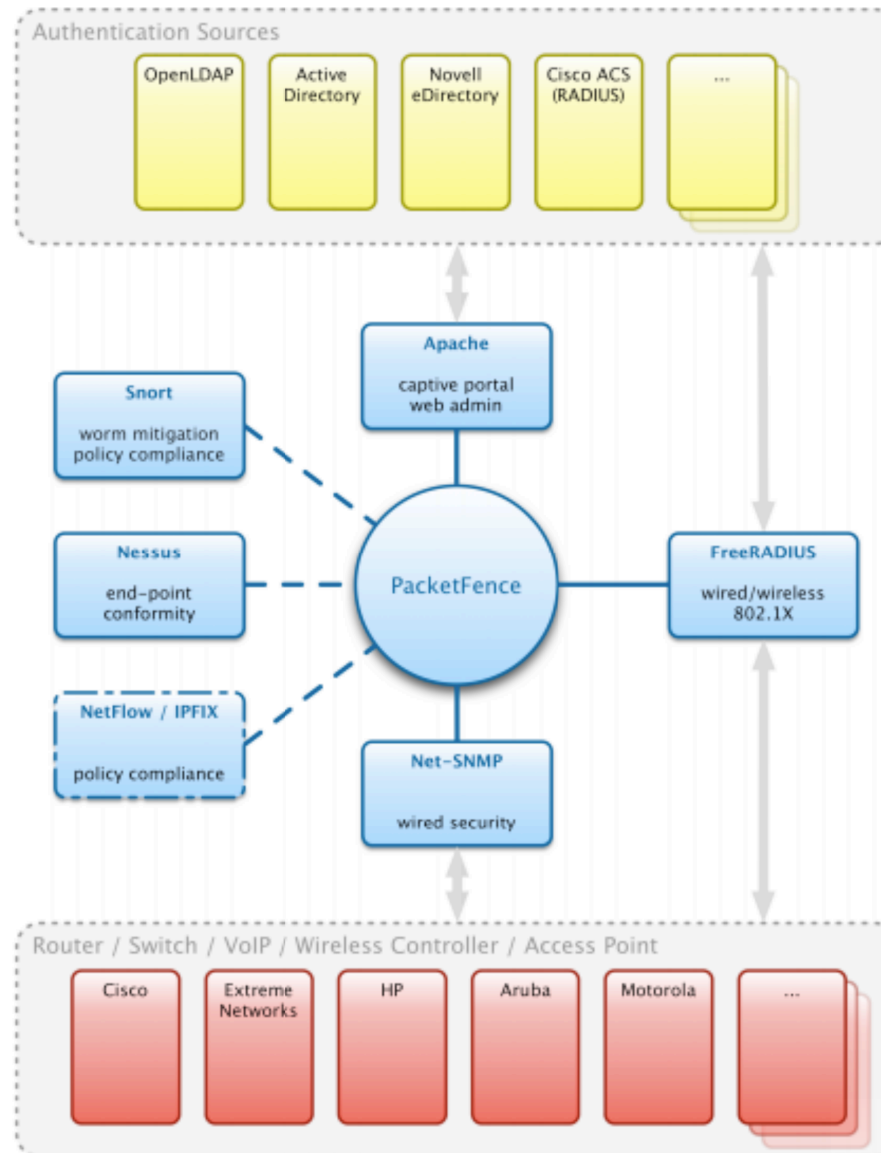 Authentication Sources
OpenLDAP
Active
Directory
Novell
eDirectory
Cisco ACS
(RADIUS)
...
Apache
captive portal
web admin
Snort
worm mitigation
policy compliance
Nessus
end-point
conformity
PacketFence
FreeRADIUS
wired/wireless
802.1X
NetFlow / IPFIX
policy compliance
Net-SNMP
wired security
Router / Switch / VoIP / Wireless Controller / Access Point
Cisco
Extreme
Networks
HP
Aruba
Motorola
...